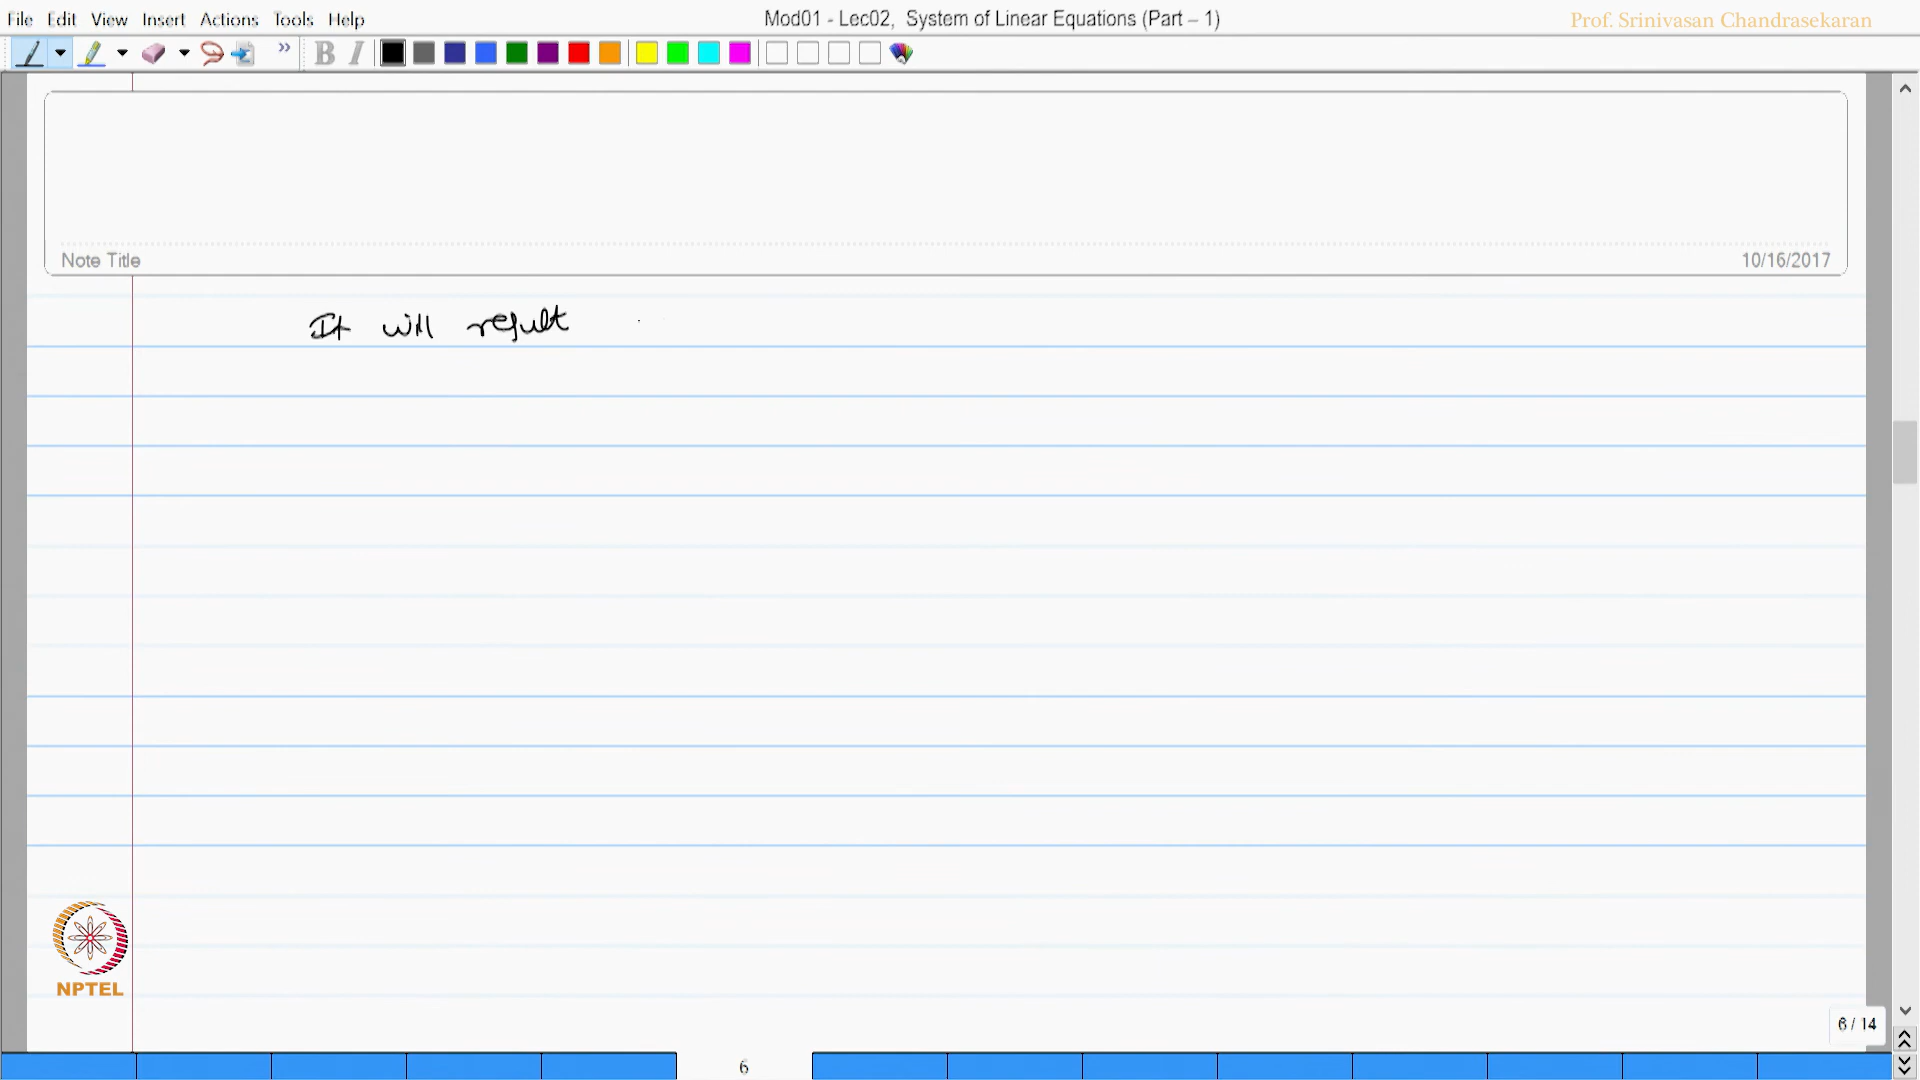 File Edit View Insert Actions Tools Help Mod01 - Lec02, System of Linear Equations (Part – 1) Prof. Srinivasan Chandrasekaran
B I
Note Title 10/16/2017
It will result
NPTEL
6 / 14
6